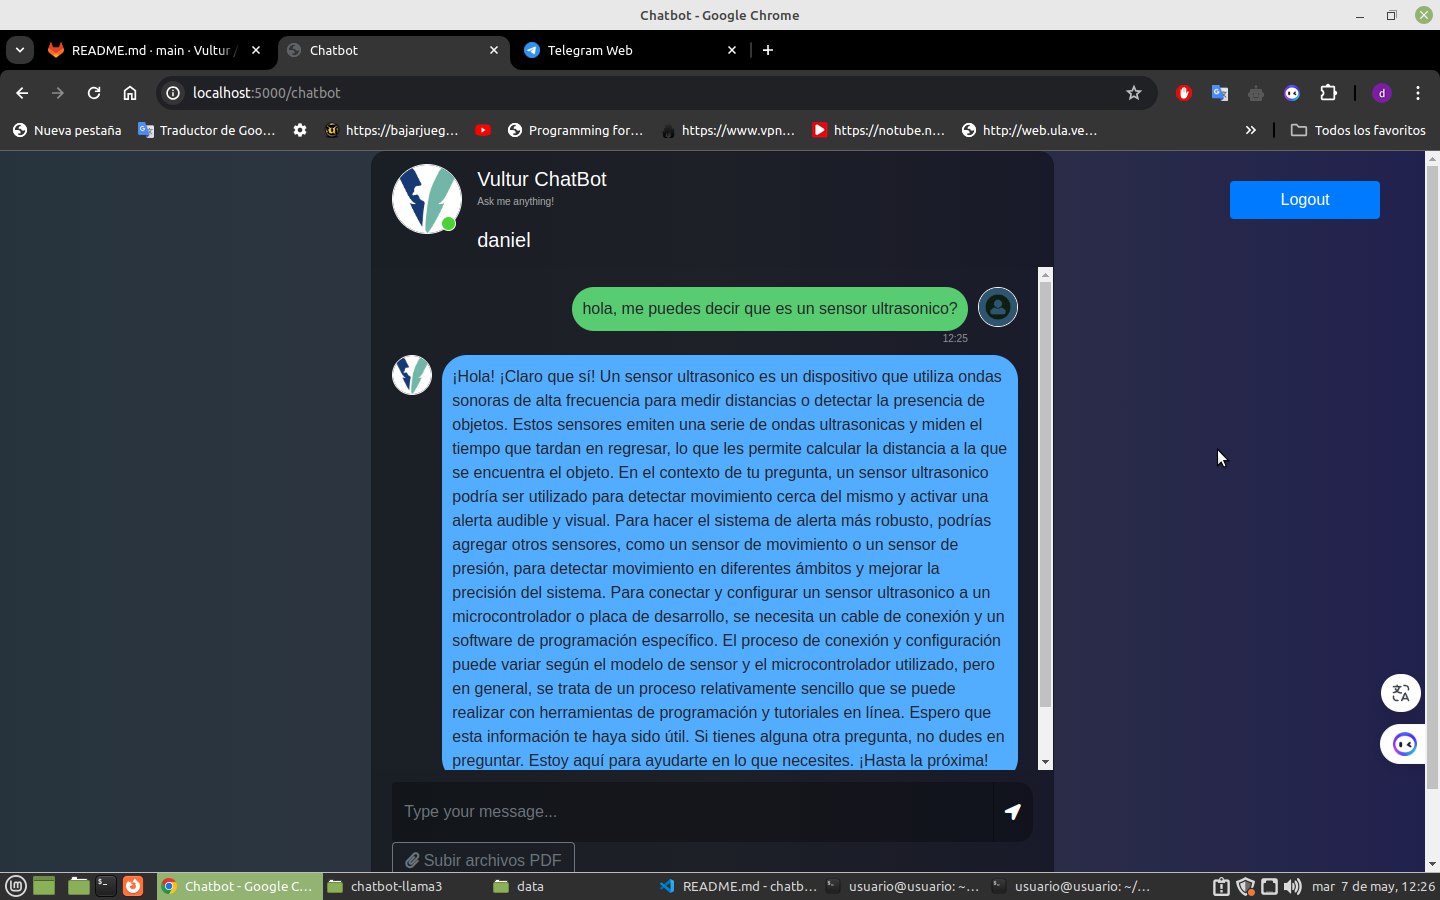 Chatbot - Google Chrome
README.md · main · Vultur /
Chatbot
Telegram Web
localhost:5000/chatbot
d
Nueva pestaña
Traductor de Goo...
https://bajarjueg...
Programming for...
https://www.vpn...
https://notube.n...
http://web.ula.ve...
Todos los favoritos
Vultur ChatBot
Ask me anything!
daniel
Logout
hola, me puedes decir que es un sensor ultrasonico?
12:25
¡Hola! ¡Claro que sí! Un sensor ultrasonico es un dispositivo que utiliza ondas
sonoras de alta frecuencia para medir distancias o detectar la presencia de
objetos. Estos sensores emiten una serie de ondas ultrasonicas y miden el
tiempo que tardan en regresar, lo que les permite calcular la distancia a la que
se encuentra el objeto. En el contexto de tu pregunta, un sensor ultrasonico
podría ser utilizado para detectar movimiento cerca del mismo y activar una
alerta audible y visual. Para hacer el sistema de alerta más robusto, podrías
agregar otros sensores, como un sensor de movimiento o un sensor de
presión, para detectar movimiento en diferentes ámbitos y mejorar la
precisión del sistema. Para conectar y configurar un sensor ultrasonico a un
microcontrolador o placa de desarrollo, se necesita un cable de conexión y un
software de programación específico. El proceso de conexión y configuración
puede variar según el modelo de sensor y el microcontrolador utilizado, pero
en general, se trata de un proceso relativamente sencillo que se puede
realizar con herramientas de programación y tutoriales en línea. Espero que
esta información te haya sido útil. Si tienes alguna otra pregunta, no dudes en
preguntar. Estoy aquí para ayudarte en lo que necesites. ¡Hasta la próxima!
Type your message...
Subir archivos PDF
Chatbot - Google C...
chatbot-llama3
data
README.md - chatb...
usuario@usuario: ~...
usuario@usuario: ~/...
mar 7 de may, 12:26